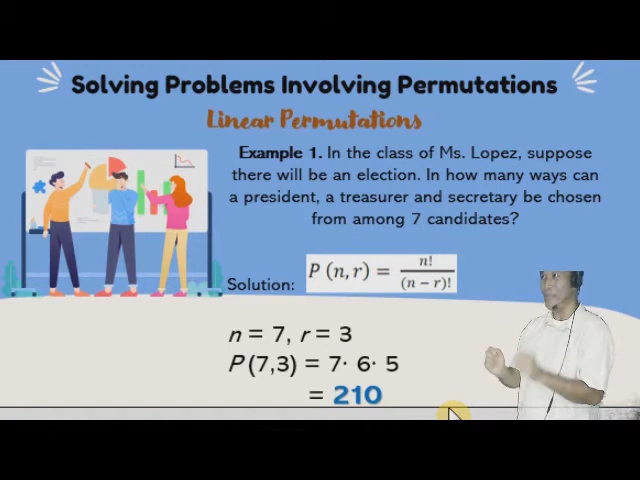 Solving Problems Involving Permutations
Linear Permutations
Example 1. In the class of Ms. Lopez, suppose
there will be an election. In how many ways can
a president, a treasurer and secretary be chosen
from among 7 candidates?
Solution: P (n, r) = n! / (n − r)!
n = 7, r = 3
P (7,3) = 7· 6· 5
= 210